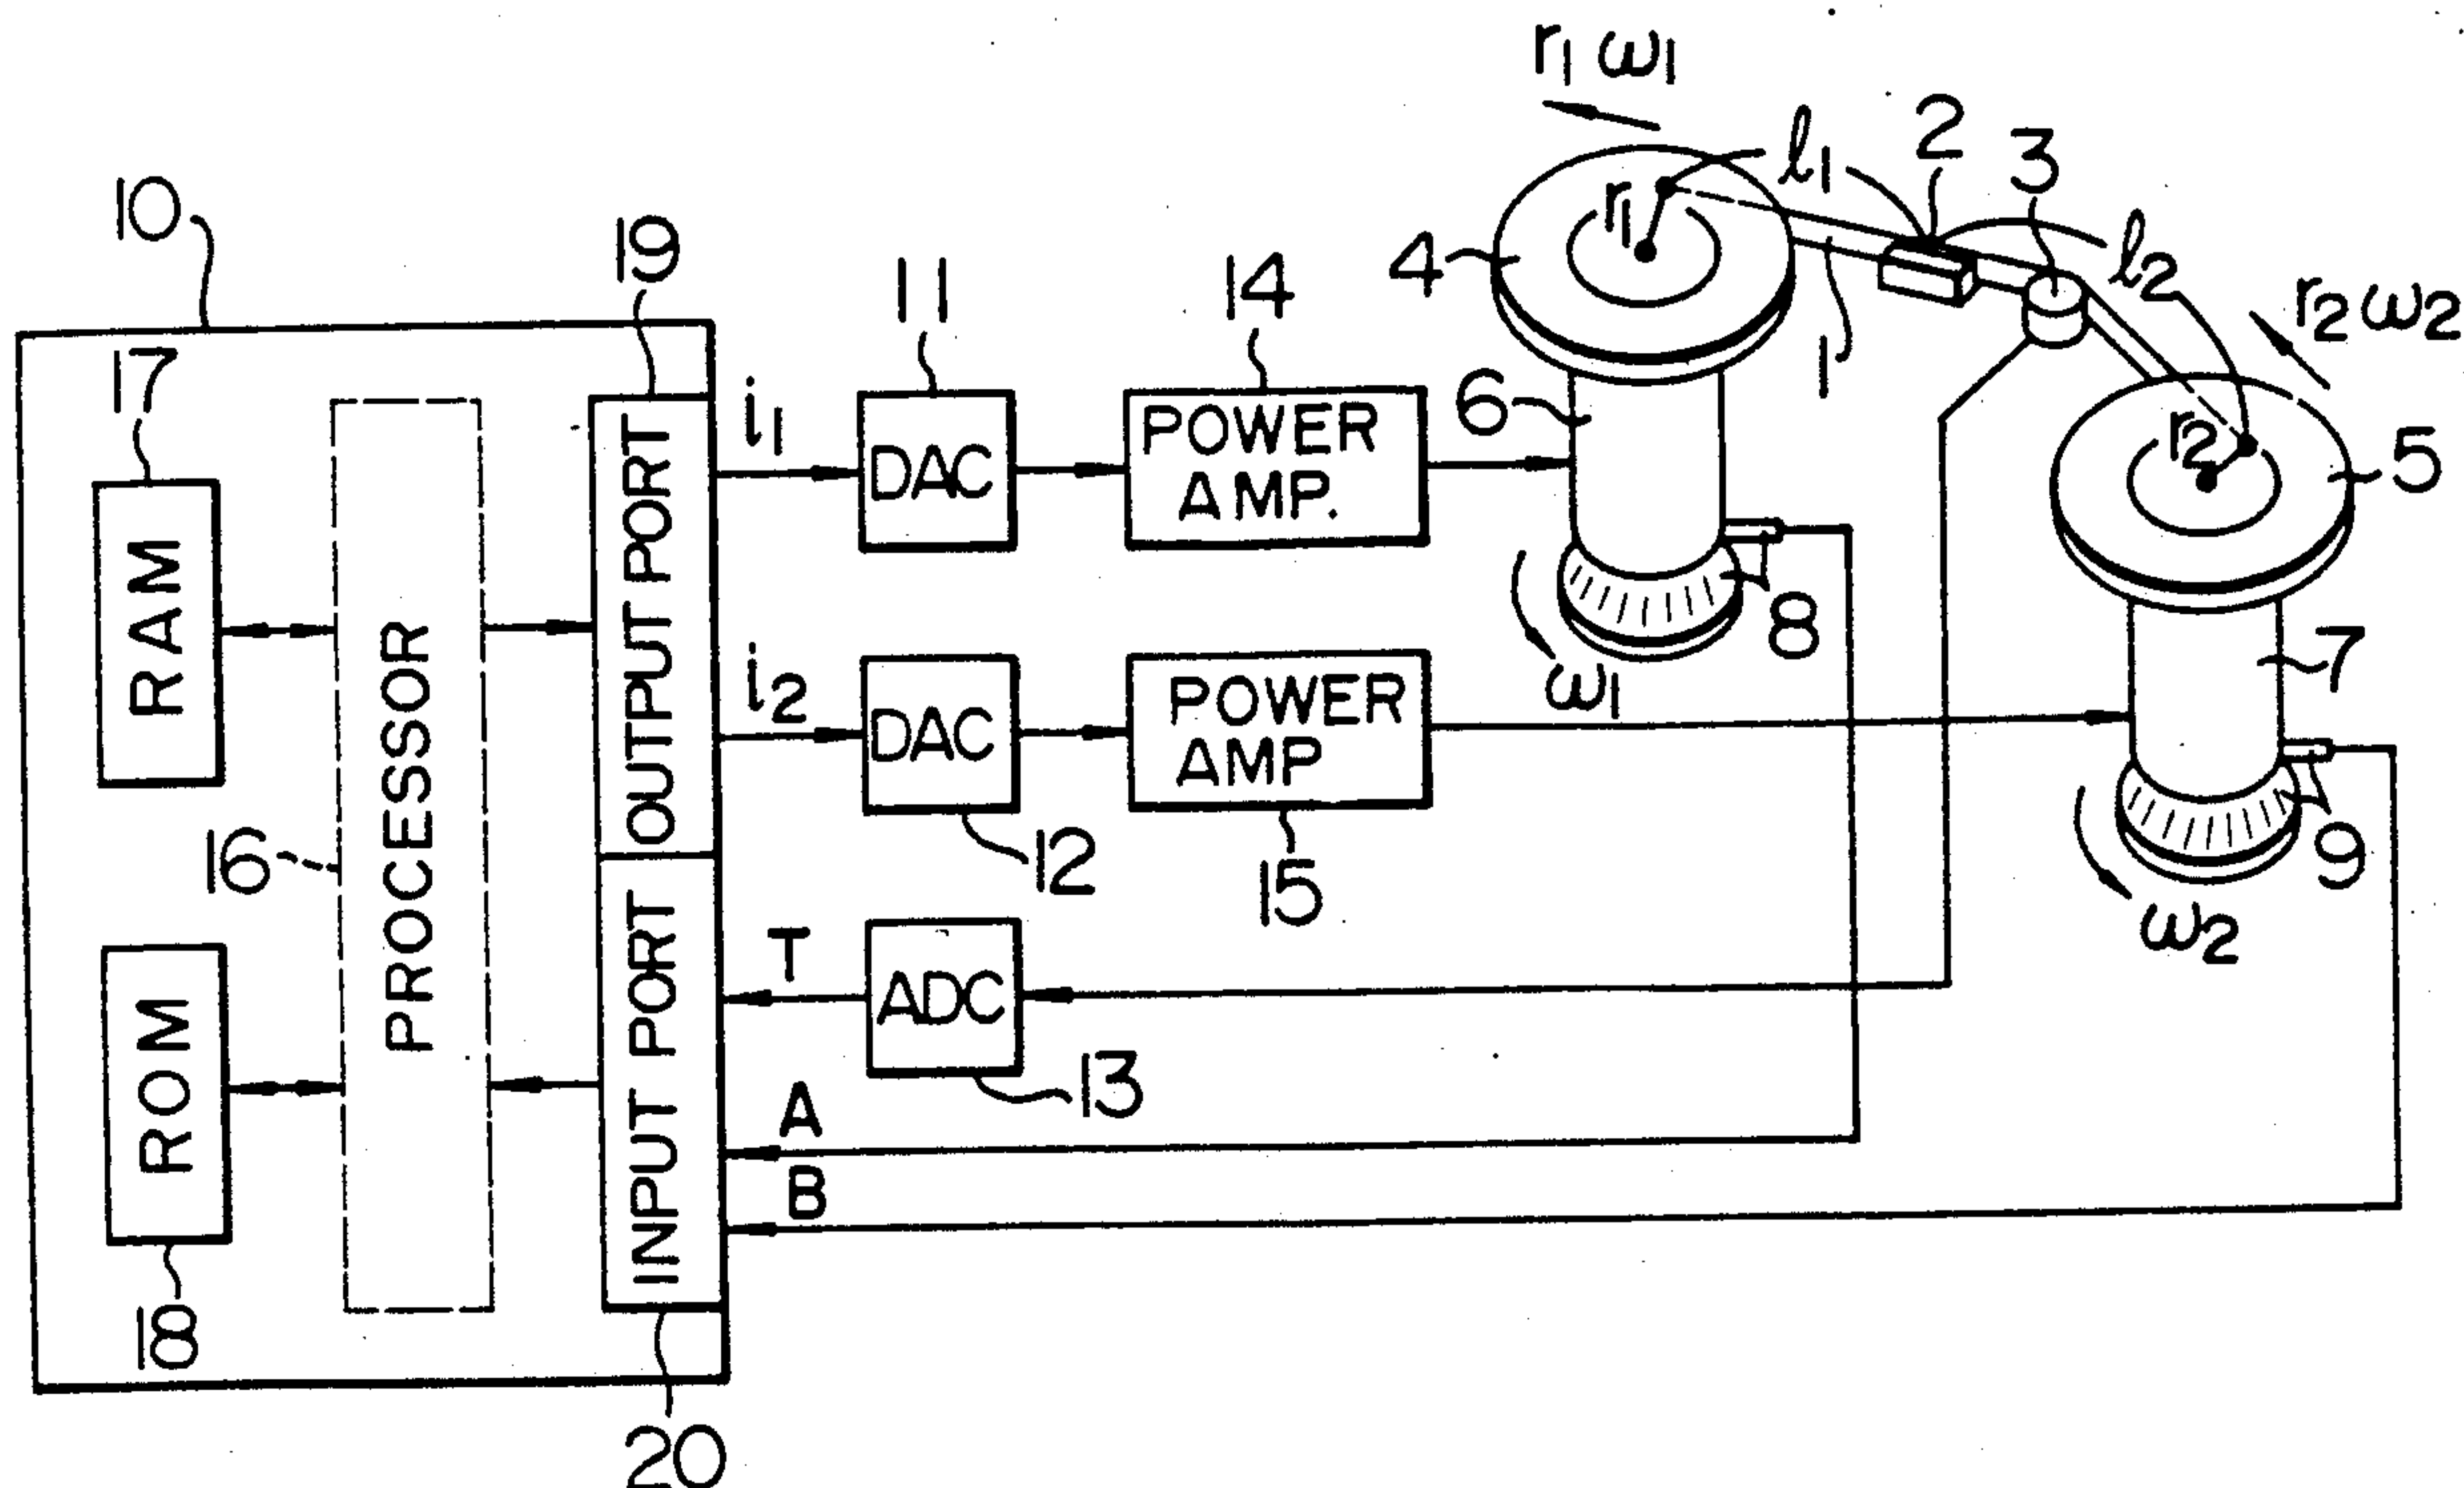 r1 ω1
l1
2
3
l2
r2 ω2
10
19
11
14
4
r1
1
17
i1
DAC
POWER
AMP.
6
r2
5
RAM
PROCESSOR
OUTPUT PORT
8
7
i2
DAC
POWER
AMP
ω1
16
12
15
9
ω2
T
ADC
13
ROM
INPUT PORT
A
B
18
20